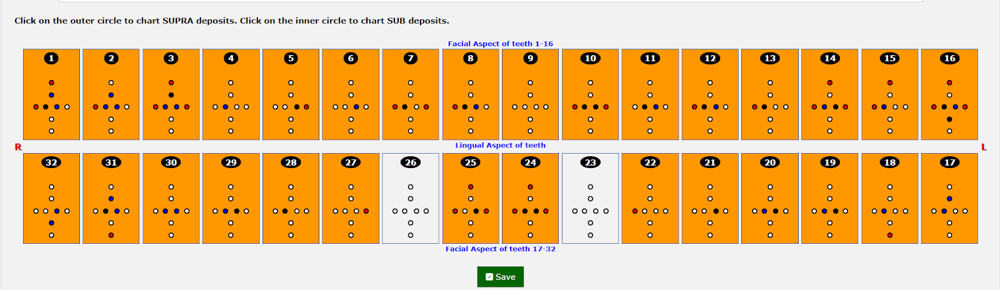 Click on the outer circle to chart SUPRA deposits. Click on the inner circle to chart SUB deposits.
Facial Aspect of teeth 1-16
1 2 3 4 5 6 7 8 9 10 11 12 13 14 15 16
R Lingual Aspect of teeth L
32 31 30 29 28 27 26 25 24 23 22 21 20 19 18 17
Facial Aspect of teeth 17-32
Save